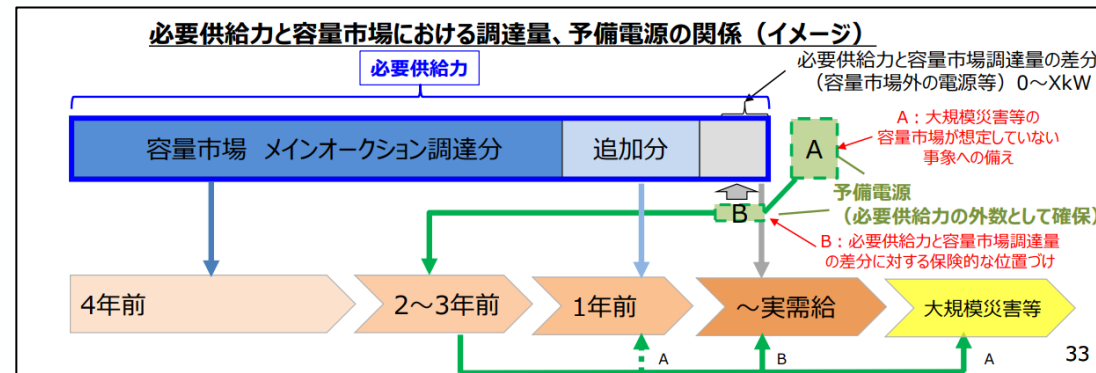 必要供給力と容量市場における調達量、予備電源の関係（イメージ）
必要供給力
必要供給力と容量市場調達量の差分
（容量市場外の電源等）0～XkW
容量市場　メインオークション調達分
追加分
A
A：大規模災害等の
容量市場が想定していない
事象への備え
B
予備電源
（必要供給力の外数として確保）
B：必要供給力と容量市場調達量
の差分に対する保険的な位置づけ
4年前
2～3年前
1年前
～実需給
大規模災害等
A
B
A
33